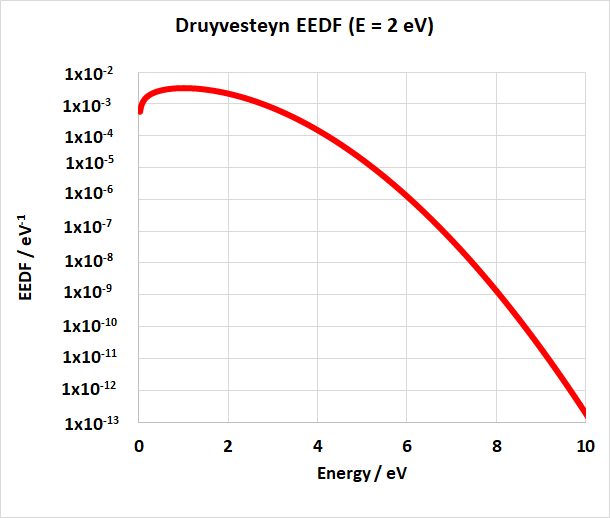 Druyvesteyn EEDF (E = 2 eV)
1x10⁻²
1x10⁻³
1x10⁻⁴
1x10⁻⁵
1x10⁻⁶
1x10⁻⁷
1x10⁻⁸
1x10⁻⁹
1x10⁻¹⁰
1x10⁻¹¹
1x10⁻¹²
1x10⁻¹³
EEDF / eV⁻¹
0 2 4 6 8 10
Energy / eV